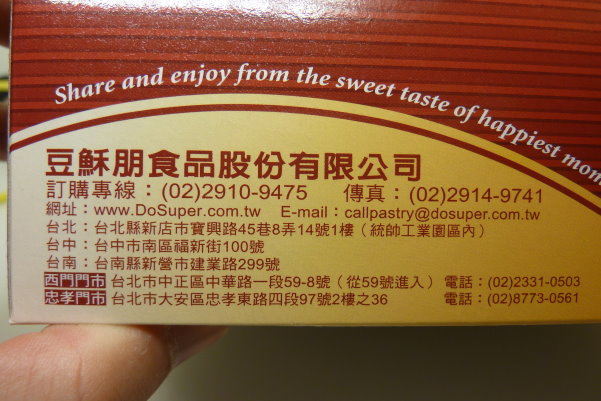 Share and enjoy from the sweet taste of happiest mom
豆穌朋食品股份有限公司
訂購專線：(02)2910-9475 傳真：(02)2914-9741
網址：www.DoSuper.com.tw E-mail：callpastry@dosuper.com.tw
台北：台北縣新店市寶興路45巷8弄14號1樓（統帥工業園區內）
台中：台中市南區福新街100號
台南：台南縣新營市建業路299號
西門門市 台北市中正區中華路一段59-8號（從59號進入） 電話：(02)2331-0503
忠孝門市 台北市大安區忠孝東路四段97號2樓之36 電話：(02)8773-0561